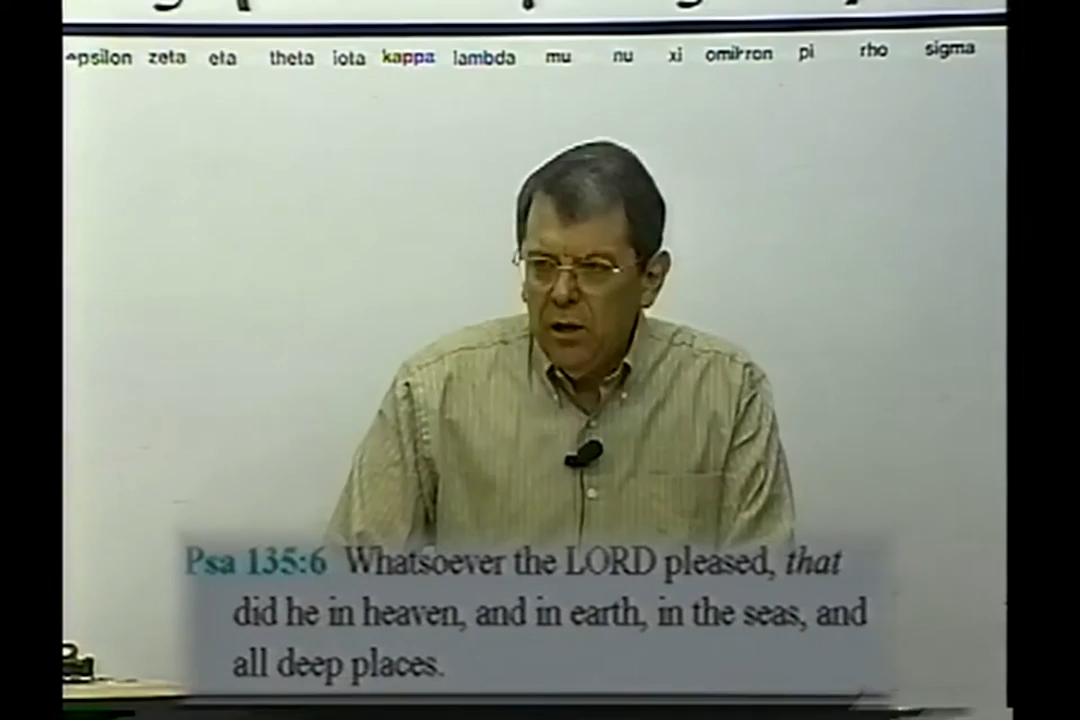 epsilon zeta eta theta iota kappa lambda mu nu xi omikron pi rho sigma
Psa 135:6 Whatsoever the LORD pleased, that
did he in heaven, and in earth, in the seas, and
all deep places.